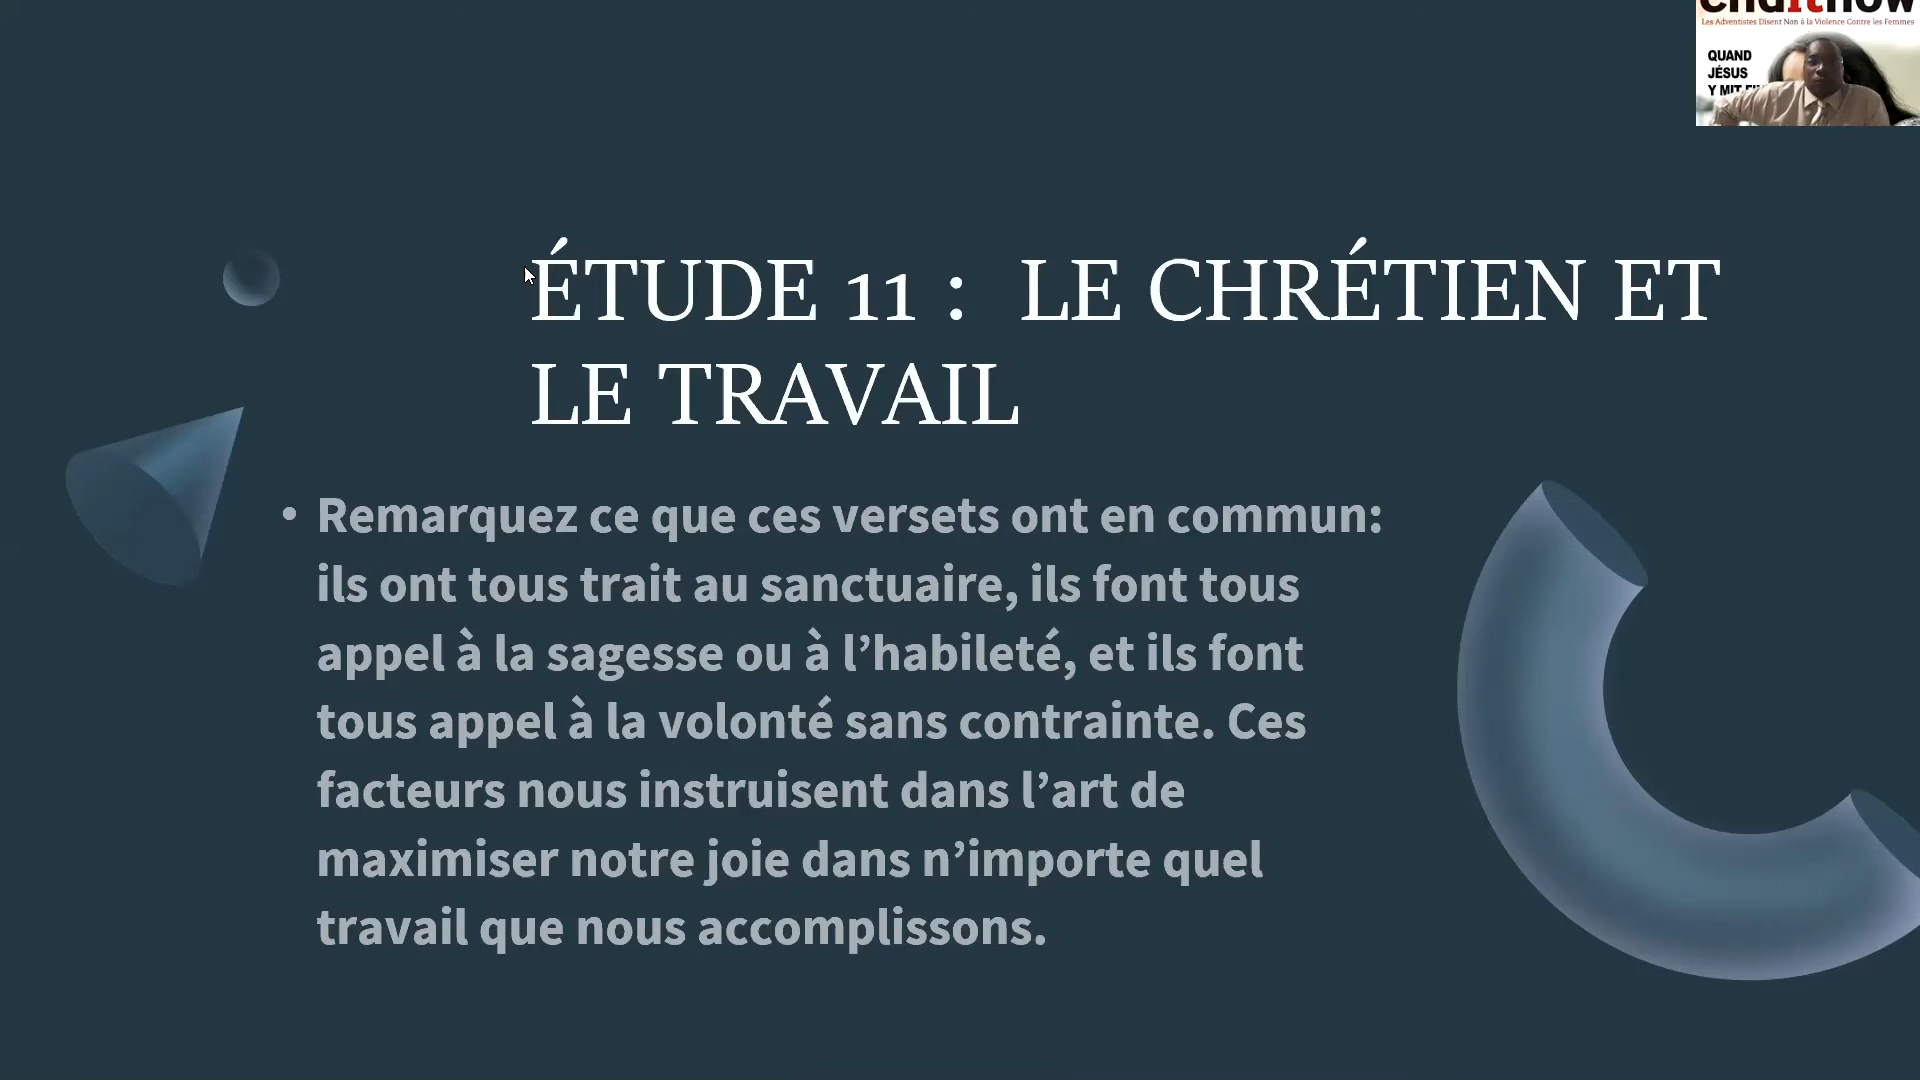 enditnow
Les Adventistes Disent Non à la Violence Contre les Femmes
QUAND
JÉSUS
Y MIT
ÉTUDE 11 : LE CHRÉTIEN ET
LE TRAVAIL
• Remarquez ce que ces versets ont en commun:
ils ont tous trait au sanctuaire, ils font tous
appel à la sagesse ou à l’habileté, et ils font
tous appel à la volonté sans contrainte. Ces
facteurs nous instruisent dans l’art de
maximiser notre joie dans n’importe quel
travail que nous accomplissons.